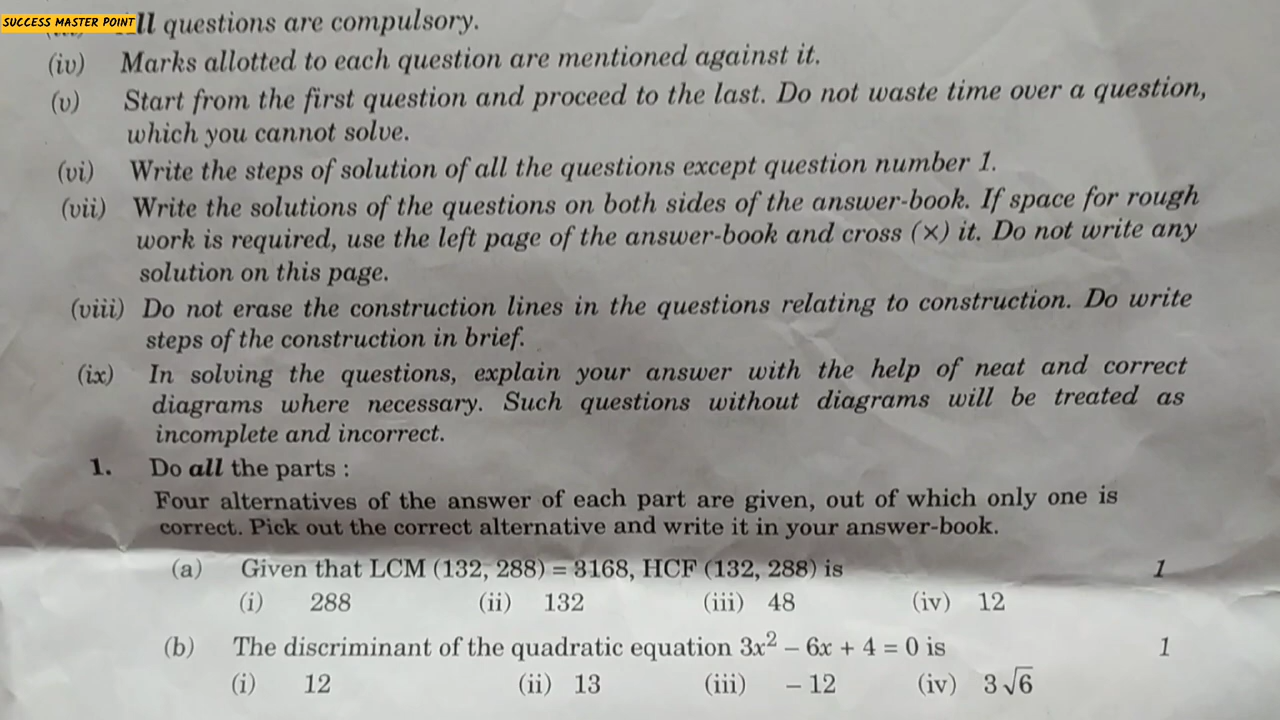 SUCCESS MASTER POINT
ll questions are compulsory.
(iv) Marks allotted to each question are mentioned against it.
(v) Start from the first question and proceed to the last. Do not waste time over a question,
which you cannot solve.
(vi) Write the steps of solution of all the questions except question number 1.
(vii) Write the solutions of the questions on both sides of the answer-book. If space for rough
work is required, use the left page of the answer-book and cross (×) it. Do not write any
solution on this page.
(viii) Do not erase the construction lines in the questions relating to construction. Do write
steps of the construction in brief.
(ix) In solving the questions, explain your answer with the help of neat and correct
diagrams where necessary. Such questions without diagrams will be treated as
incomplete and incorrect.
1. Do all the parts :
Four alternatives of the answer of each part are given, out of which only one is
correct. Pick out the correct alternative and write it in your answer-book.
(a) Given that LCM (132, 288) = 3168, HCF (132, 288) is 1
(i) 288 (ii) 132 (iii) 48 (iv) 12
(b) The discriminant of the quadratic equation 3x² – 6x + 4 = 0 is 1
(i) 12 (ii) 13 (iii) – 12 (iv) 3√6